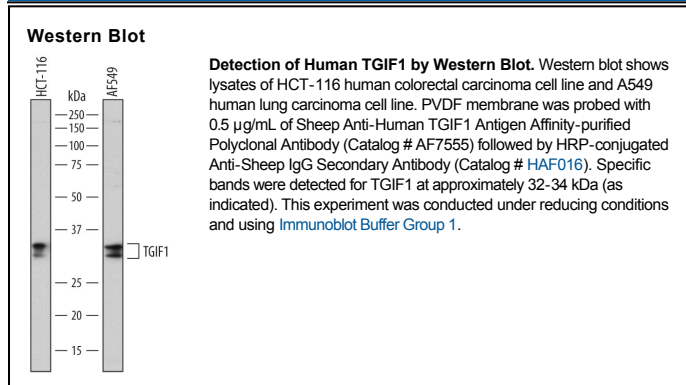 Western Blot
HCT-116
AF549
kDa
250
150
100
75
50
37
TGIF1
25
20
15
Detection of Human TGIF1 by Western Blot. Western blot shows
lysates of HCT-116 human colorectal carcinoma cell line and A549
human lung carcinoma cell line. PVDF membrane was probed with
0.5 µg/mL of Sheep Anti-Human TGIF1 Antigen Affinity-purified
Polyclonal Antibody (Catalog # AF7555) followed by HRP-conjugated
Anti-Sheep IgG Secondary Antibody (Catalog # HAF016). Specific
bands were detected for TGIF1 at approximately 32-34 kDa (as
indicated). This experiment was conducted under reducing conditions
and using Immunoblot Buffer Group 1.